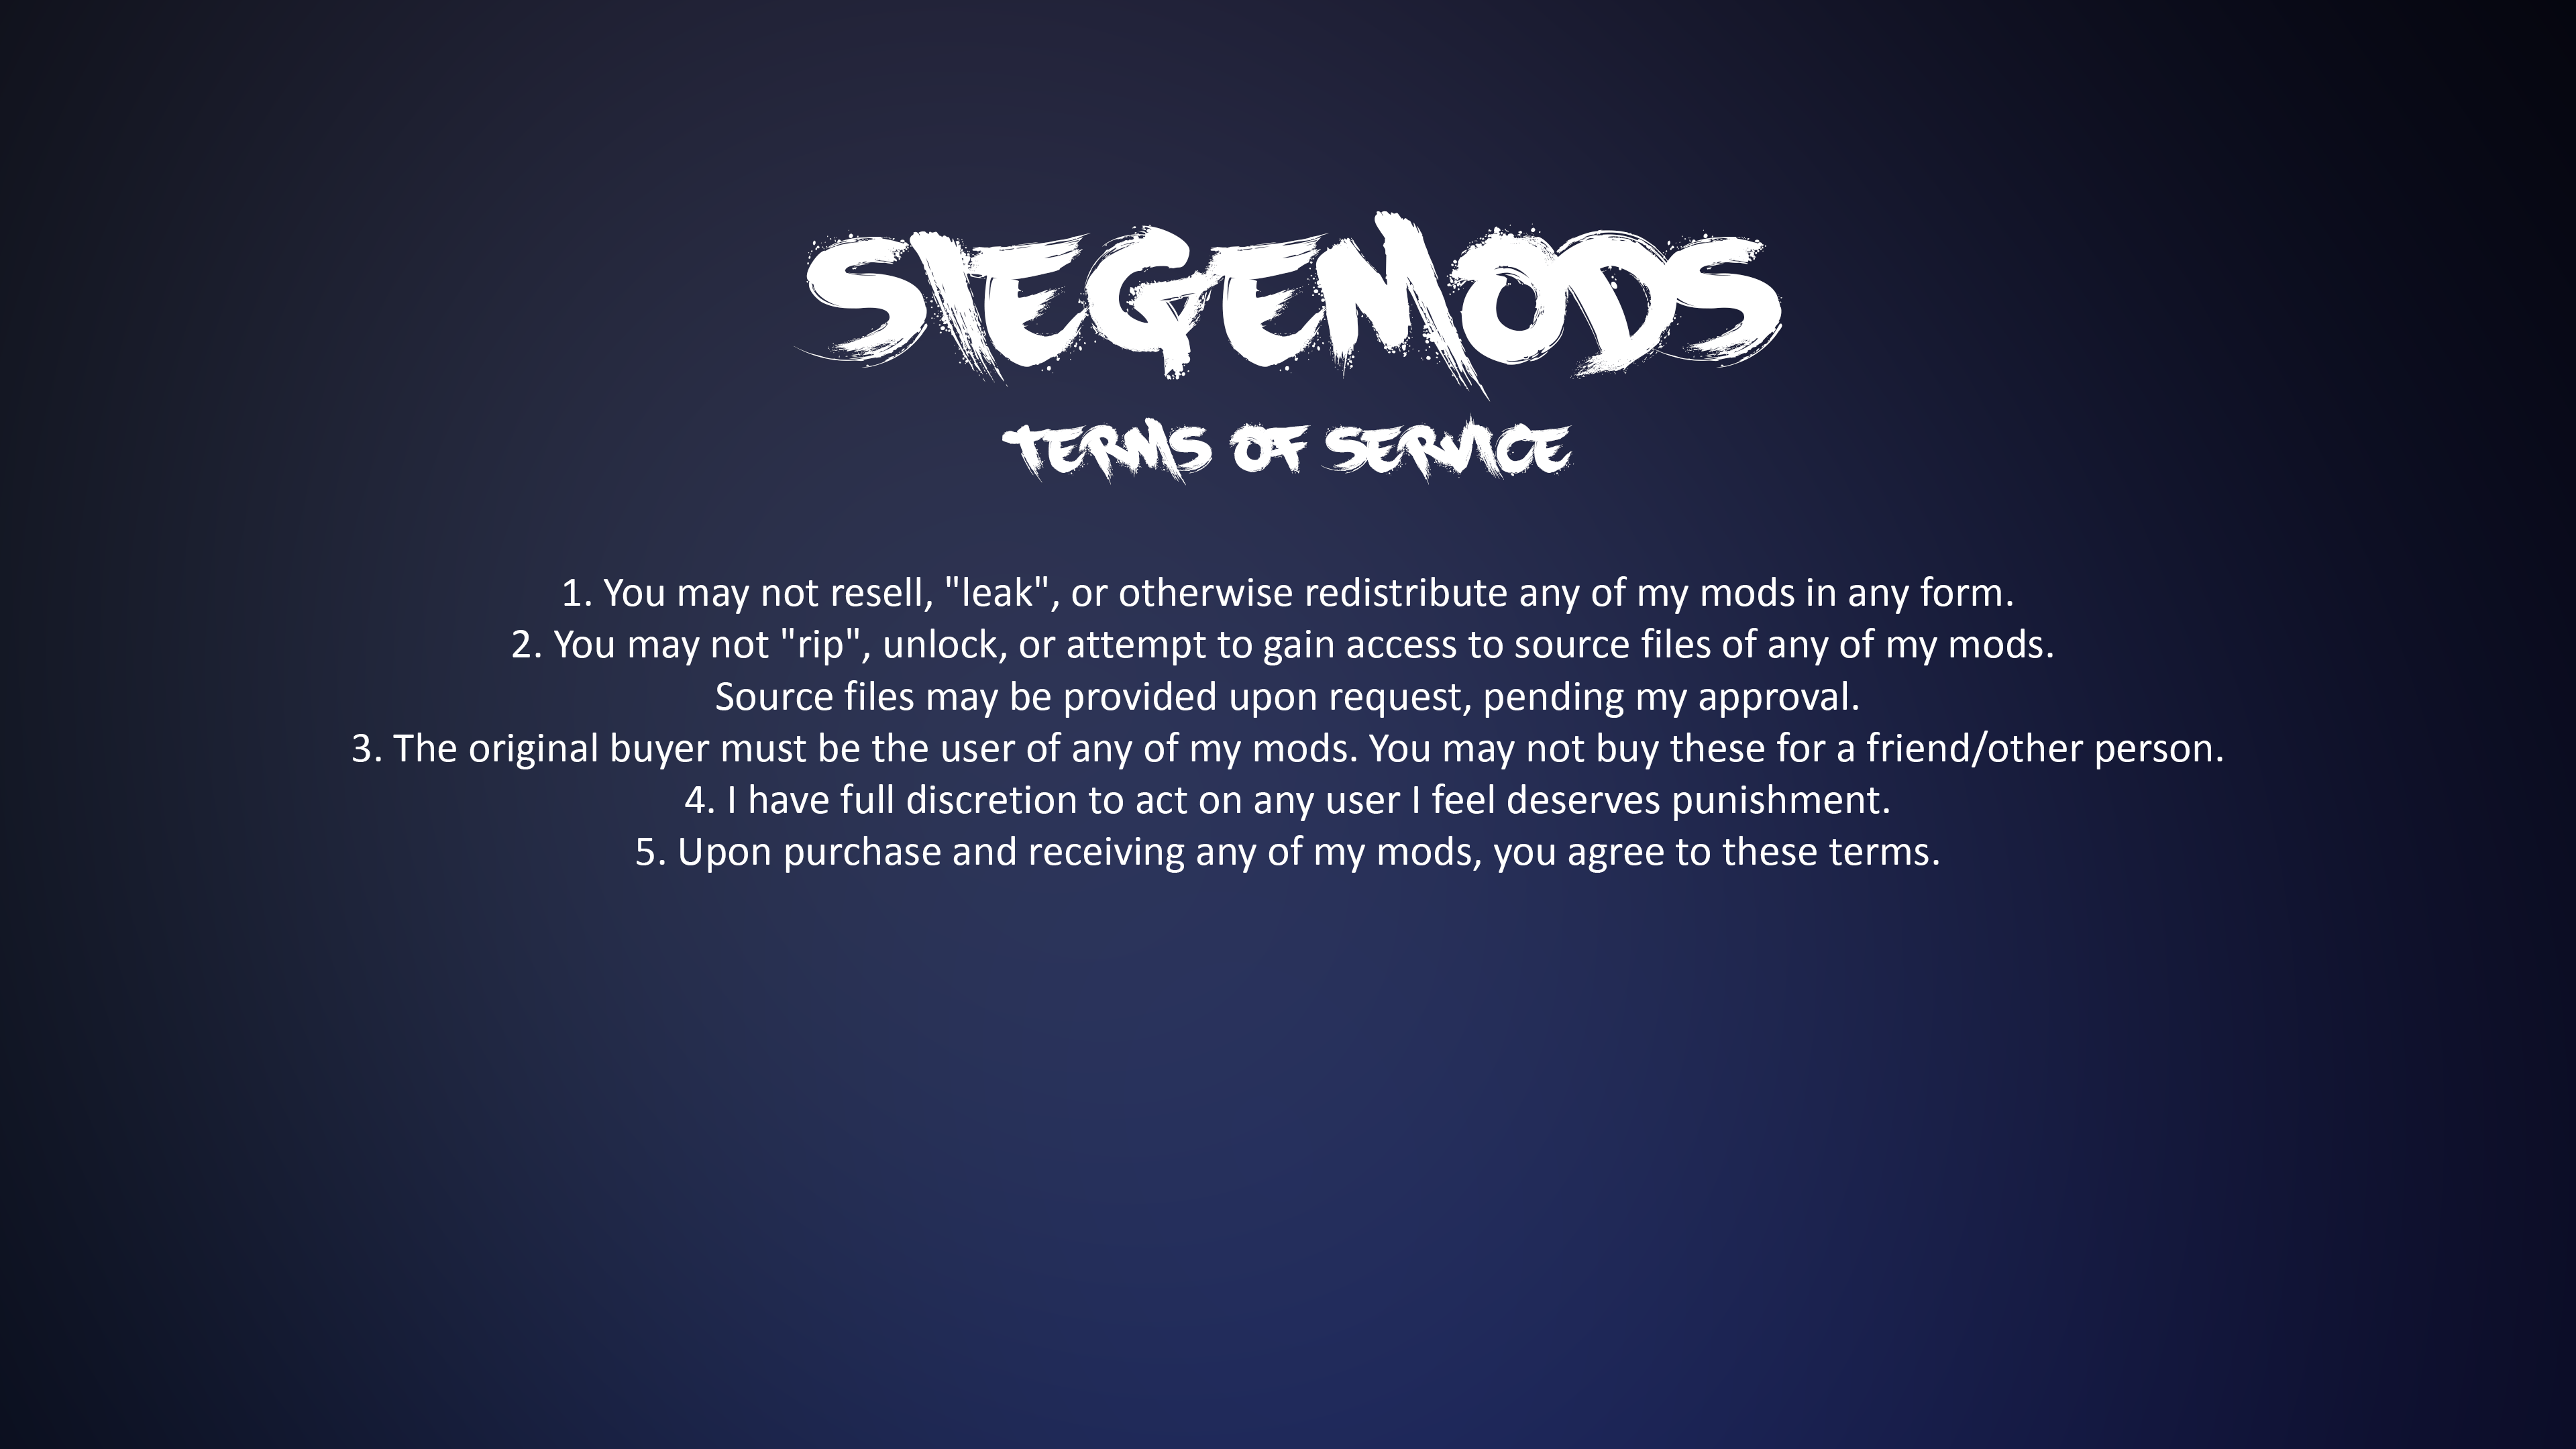 SIEGEMODS
TERMS OF SERVICE
1. You may not resell, "leak", or otherwise redistribute any of my mods in any form.
2. You may not "rip", unlock, or attempt to gain access to source files of any of my mods.
Source files may be provided upon request, pending my approval.
3. The original buyer must be the user of any of my mods. You may not buy these for a friend/other person.
4. I have full discretion to act on any user I feel deserves punishment.
5. Upon purchase and receiving any of my mods, you agree to these terms.